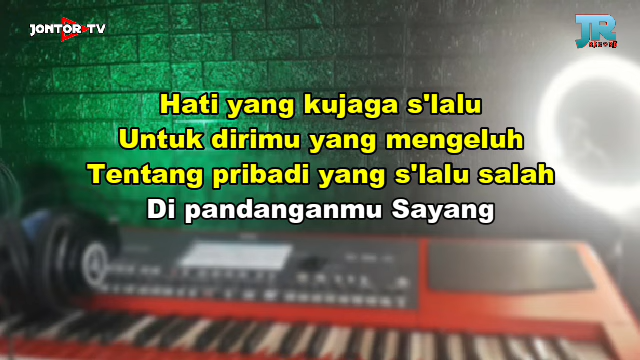 JONTOR TV
JR
Hati yang kujaga s'lalu
Untuk dirimu yang mengeluh
Tentang pribadi yang s'lalu salah
Di pandanganmu Sayang